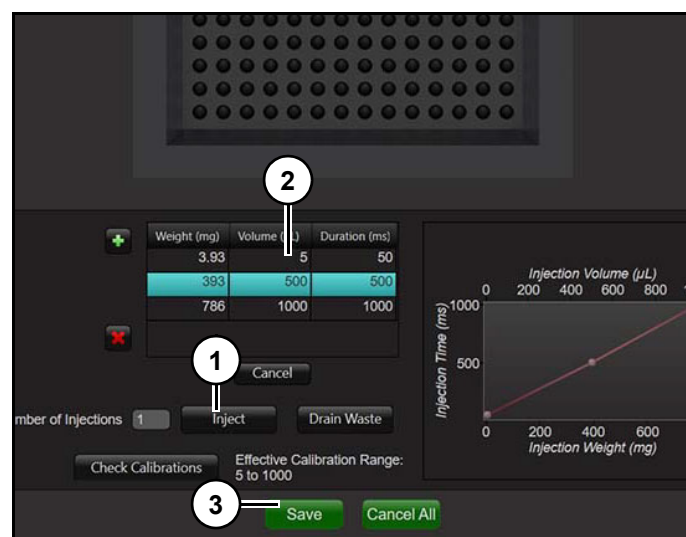 2
Weight (mg) Volume ( L) Duration (ms)
3.93 5 50
393 500 500
786 1000 1000
1
Cancel
mber of Injections 1 Inject Drain Waste
Check Calibrations
Effective Calibration Range:
5 to 1000
3
Save Cancel All
Injection Volume (µL)
0 200 400 600 800
Injection Time (ms)
1000
500
0 200 400 600
Injection Weight (mg)